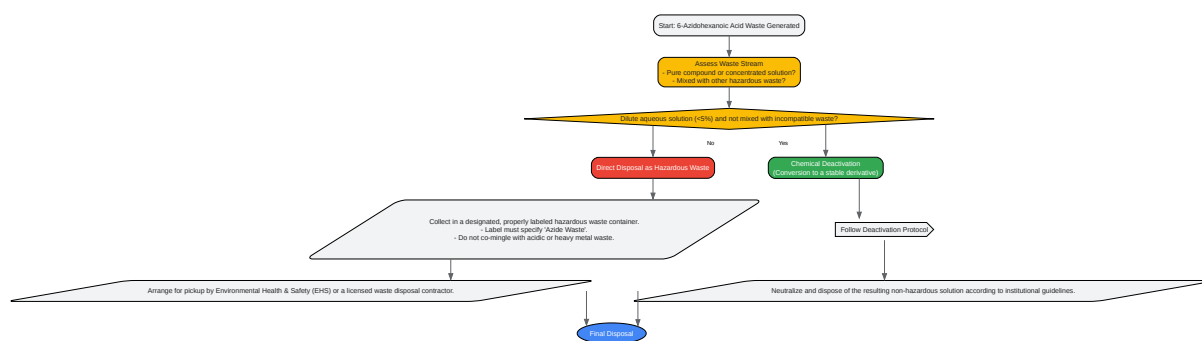 Start: 6-Azidohexanoic Acid Waste Generated
Assess Waste Stream
- Pure compound or concentrated solution?
- Mixed with other hazardous waste?
Dilute aqueous solution (<5%) and not mixed with incompatible waste?
No
Yes
Direct Disposal as Hazardous Waste
Chemical Deactivation
(Conversion to a stable derivative)
Collect in a designated, properly labeled hazardous waste container.
- Label must specify 'Azide Waste'.
- Do not co-mingle with acidic or heavy metal waste.
Follow Deactivation Protocol
Arrange for pickup by Environmental Health & Safety (EHS) or a licensed waste disposal contractor.
Neutralize and dispose of the resulting non-hazardous solution according to institutional guidelines.
Final Disposal